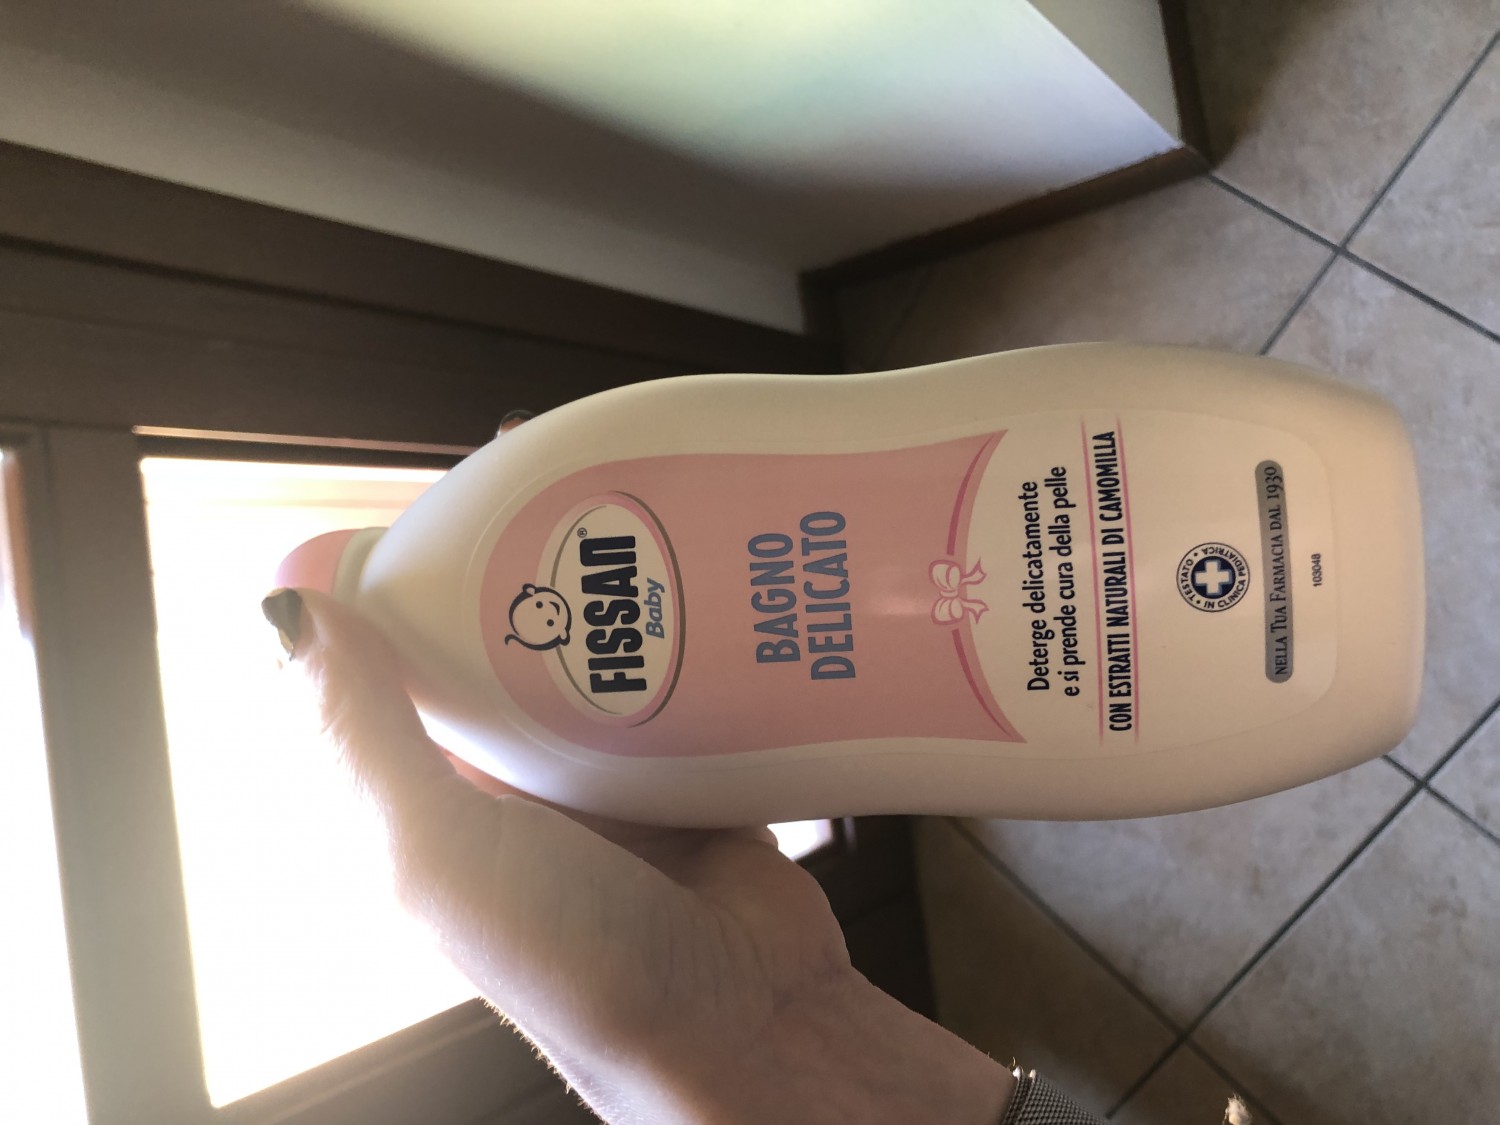 FISSAN®
Baby
BAGNO
DELICATO
Deterge delicatamente
e si prende cura della pelle
CON ESTRATTI NATURALI DI CAMOMILLA
• TESTATO •
IN CLINICA PEDIATRICA
NELLA TUA FARMACIA DAL 1930
103048